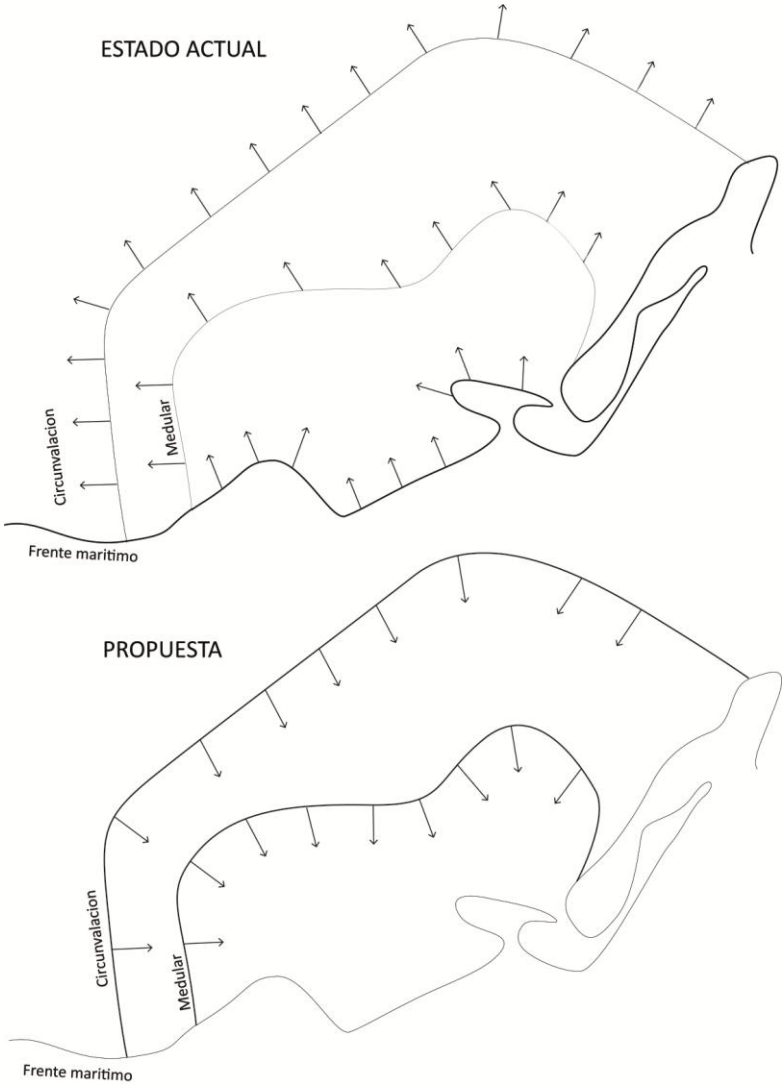 ESTADO ACTUAL
Circunvalacion
Medular
Frente maritimo
PROPUESTA
Circunvalacion
Medular
Frente maritimo